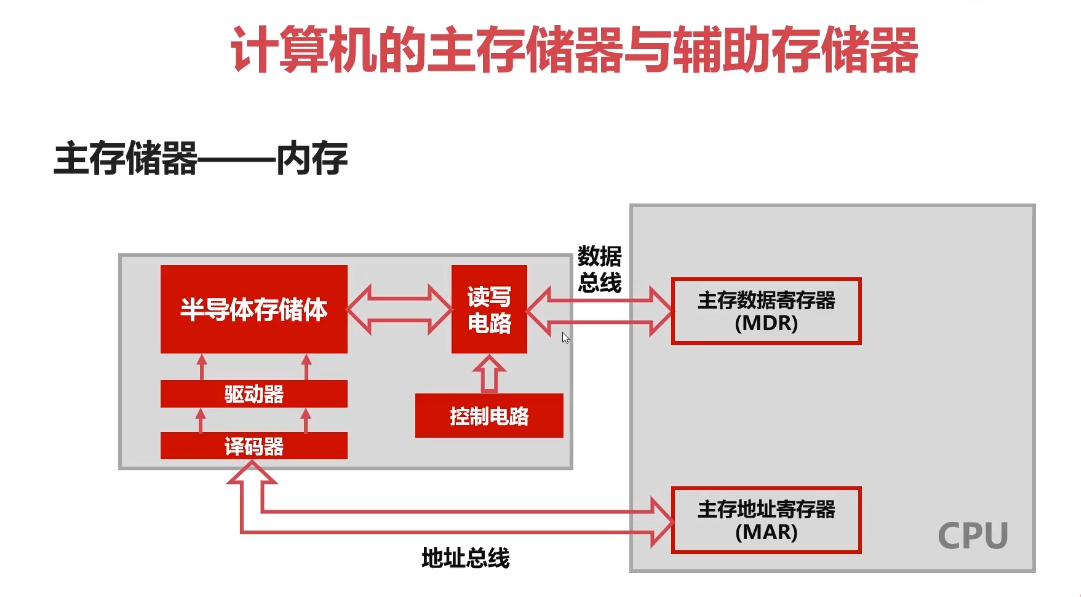 计算机的主存储器与辅助存储器
主存储器——内存
数据
总线
半导体存储体
读写
电路
主存数据寄存器
(MDR)
驱动器
控制电路
译码器
主存地址寄存器
(MAR)
CPU
地址总线